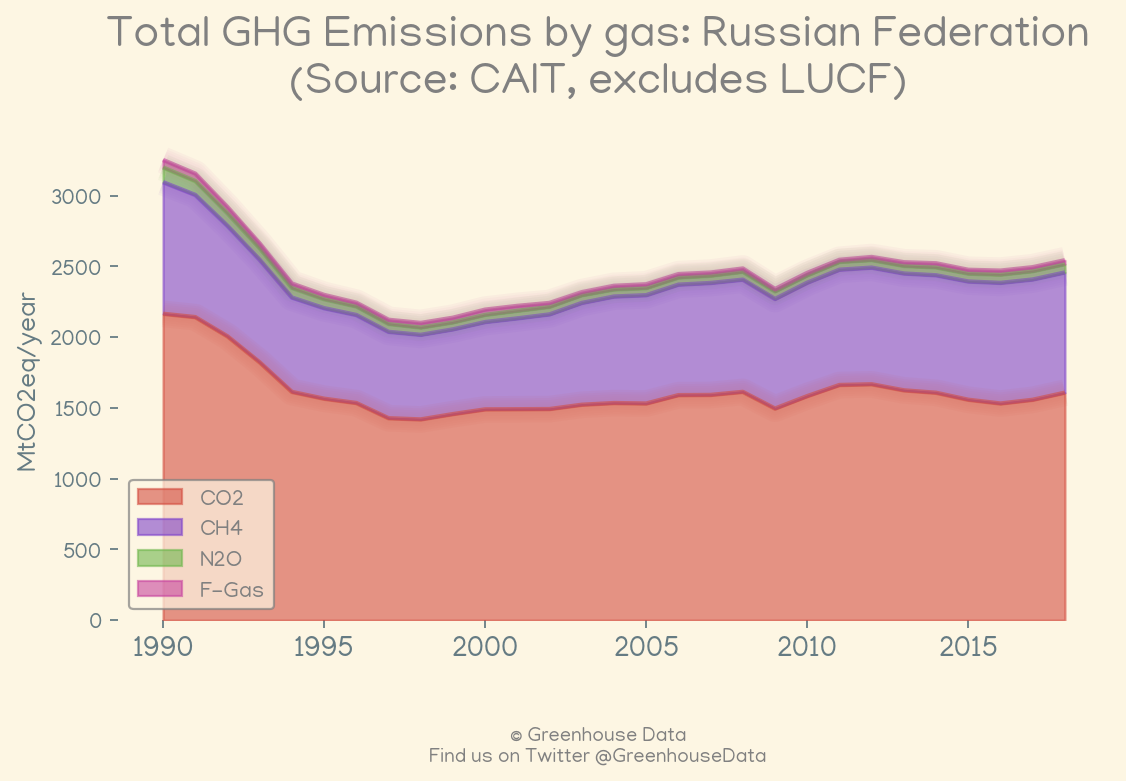 Total GHG Emissions by gas: Russian Federation
(Source: CAIT, excludes LUCF)
MtCO2eq/year
3000
2500
2000
1500
1000
500
0
CO2
CH4
N2O
F-Gas
1990 1995 2000 2005 2010 2015
© Greenhouse Data
Find us on Twitter @GreenhouseData